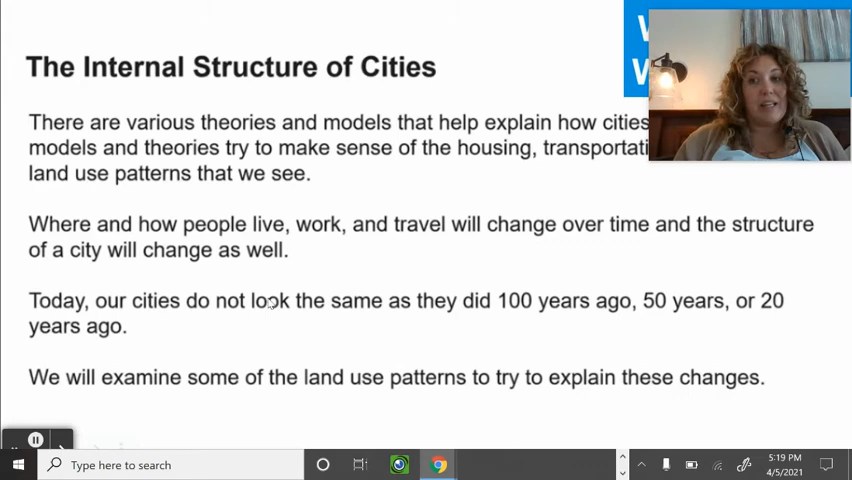 The Internal Structure of Cities
There are various theories and models that help explain how cities
models and theories try to make sense of the housing,
land use patterns that we see.
Where and how people live, work, and travel will change over time and the structure
of a city will change as well.
Today, our cities do not look the same as they did 100 years ago, 50 years, or 20
years ago.
We will examine some of the land use patterns to try to explain these changes.
Type here to search
5:19 PM
4/5/2021